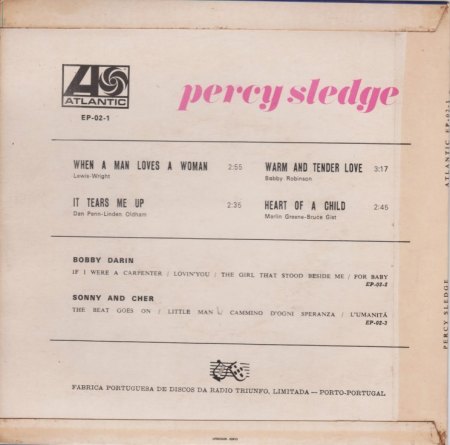 ATLANTIC
EP-02-1
percy sledge
WHEN A MAN LOVES A WOMAN 2:55
Lewis-Wright
IT TEARS ME UP 2:35
Dan Penn-Linden Oldham
WARM AND TENDER LOVE 3:17
Bobby Robinson
HEART OF A CHILD 2:45
Marlin Greene-Bruce Gist
BOBBY DARIN
IF I WERE A CARPENTER / LOVIN'YOU / THE GIRL THAT STOOD BESIDE ME / FOR BABY
SONNY AND CHER
THE BEAT GOES ON / LITTLE MAN / CAMMINO D'OGNI SPERANZA / L'UMANITÀ
EP-02-3
FABRICA PORTUGUESA DE DISCOS DA RADIO TRIUNFO, LIMITADA — PORTO-PORTUGAL
PERCY SLEDGE
ATLANTIC EP-02-1